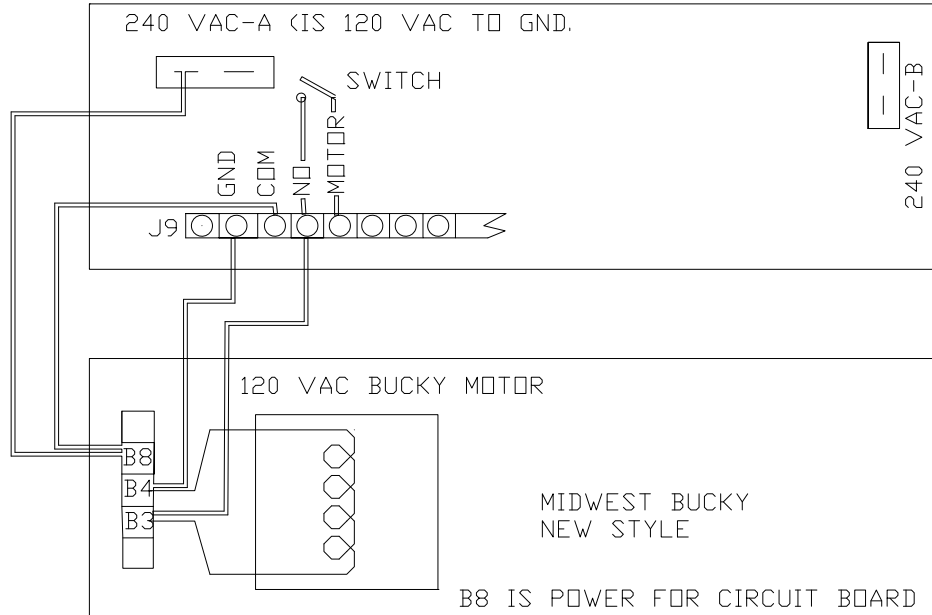 240 VAC-A (IS 120 VAC TO GND.
SWITCH
240 VAC-B
GND
COM
NO
MOTOR
J9
120 VAC BUCKY MOTOR
B8
B4
B3
MIDWEST BUCKY
NEW STYLE
B8 IS POWER FOR CIRCUIT BOARD